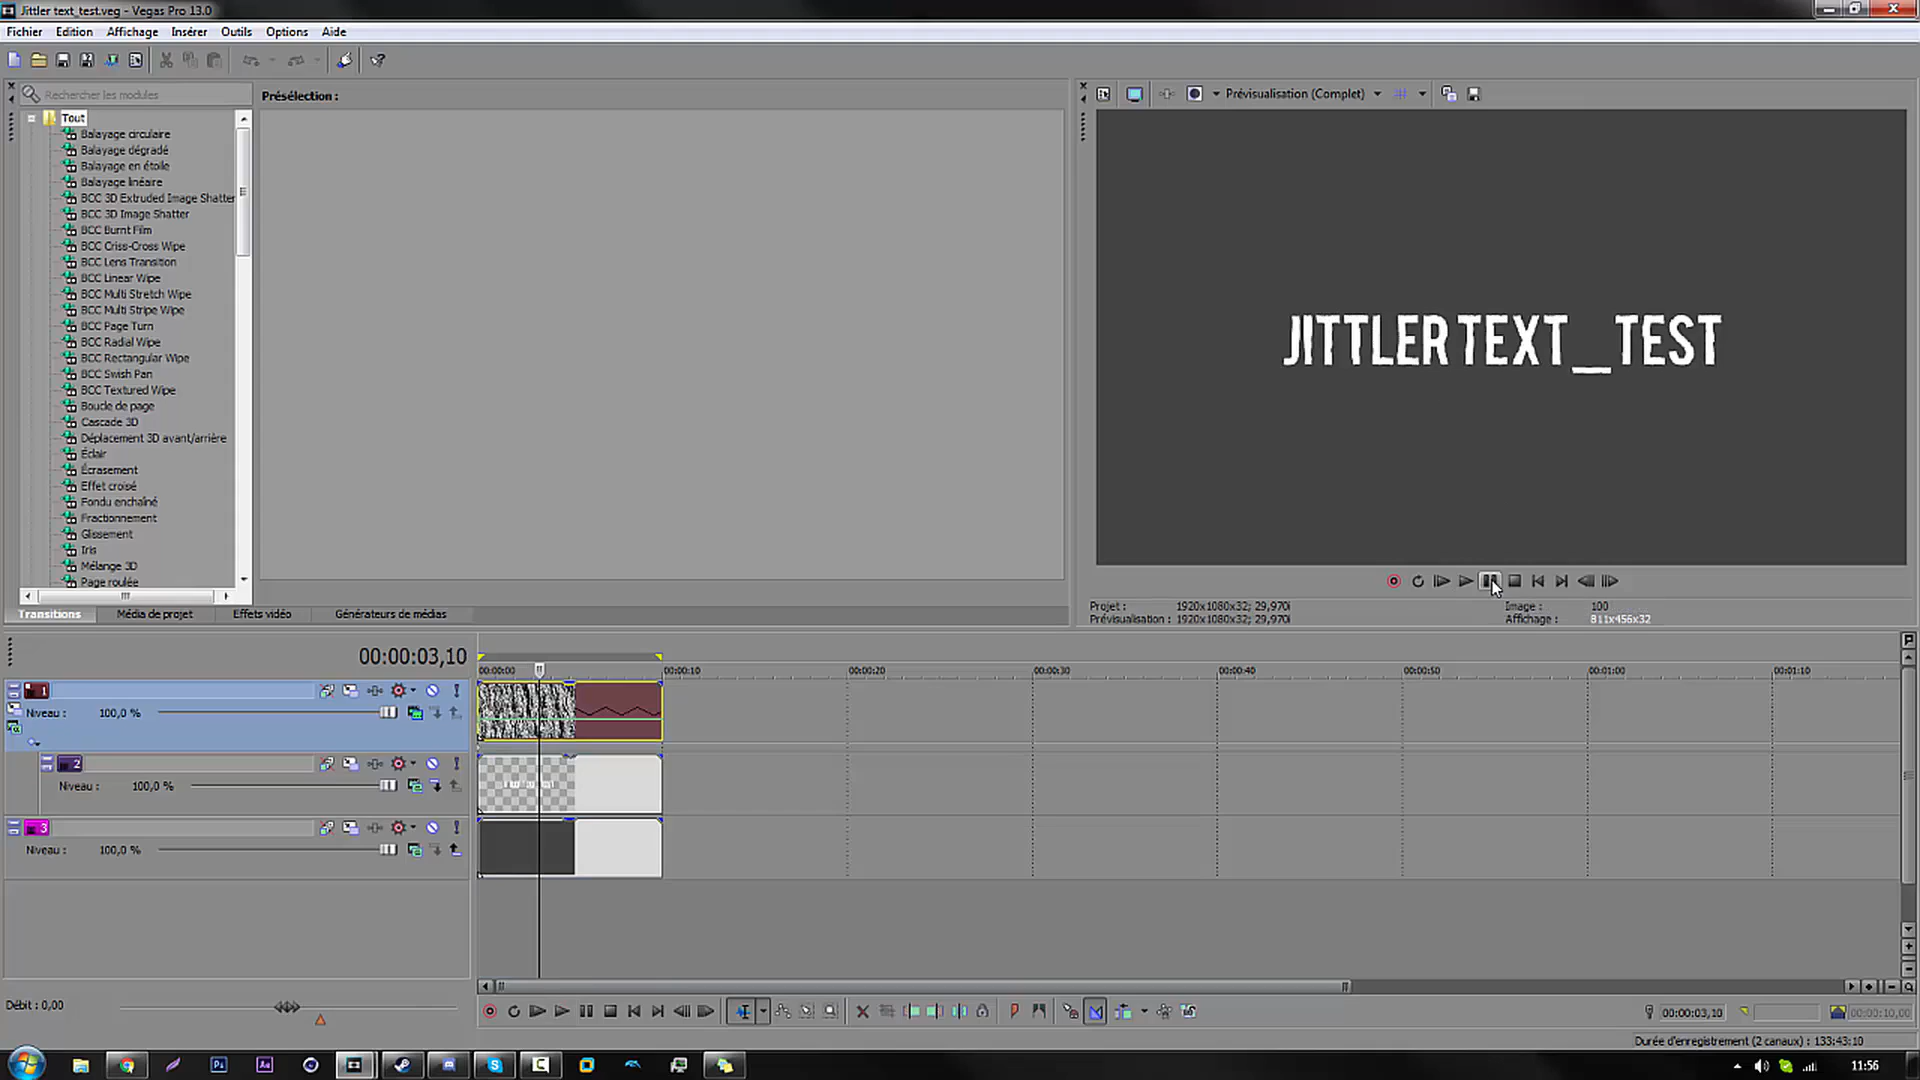 Jittler text_test.veg - Vegas Pro 13.0
Fichier Edition Affichage Insérer Outils Options Aide
Rechercher les modules
Présélection :
Prévisualisation (Complet)
Tout
Balayage circulaire
Balayage dégradé
Balayage en étoile
Balayage linéaire
BCC 3D Extruded Image Shatter
BCC 3D Image Shatter
BCC Burnt Film
BCC Criss-Cross Wipe
BCC Lens Transition
BCC Linear Wipe
BCC Multi Stretch Wipe
BCC Multi Stripe Wipe
BCC Page Turn
BCC Radial Wipe
BCC Rectangular Wipe
BCC Swish Pan
BCC Textured Wipe
Boucle de page
Cascade 3D
Déplacement 3D avant/arrière
Éclair
Écrasement
Effet croisé
Fondu enchaîné
Fractionnement
Glissement
Iris
Mélange 3D
Page roulée
JITTLER TEXT_TEST
Transitions Média de projet Effets vidéo Générateurs de médias
Projet : 1920x1080x32; 29,970i Image : 100
Prévisualisation : 1920x1080x32; 29,970i Affichage : 811x456x32
00:00:03,10
00:00:00 00:00:10 00:00:20 00:00:30 00:00:40 00:00:50 00:01:00 00:01:10
1
Niveau : 100,0 %
2
Niveau : 100,0 %
3
Niveau : 100,0 %
Débit : 0,00
00:00:03,10 00:00:10,00
Durée d'enregistrement (2 canaux) : 133:43:10
Ps Ae S
11:56